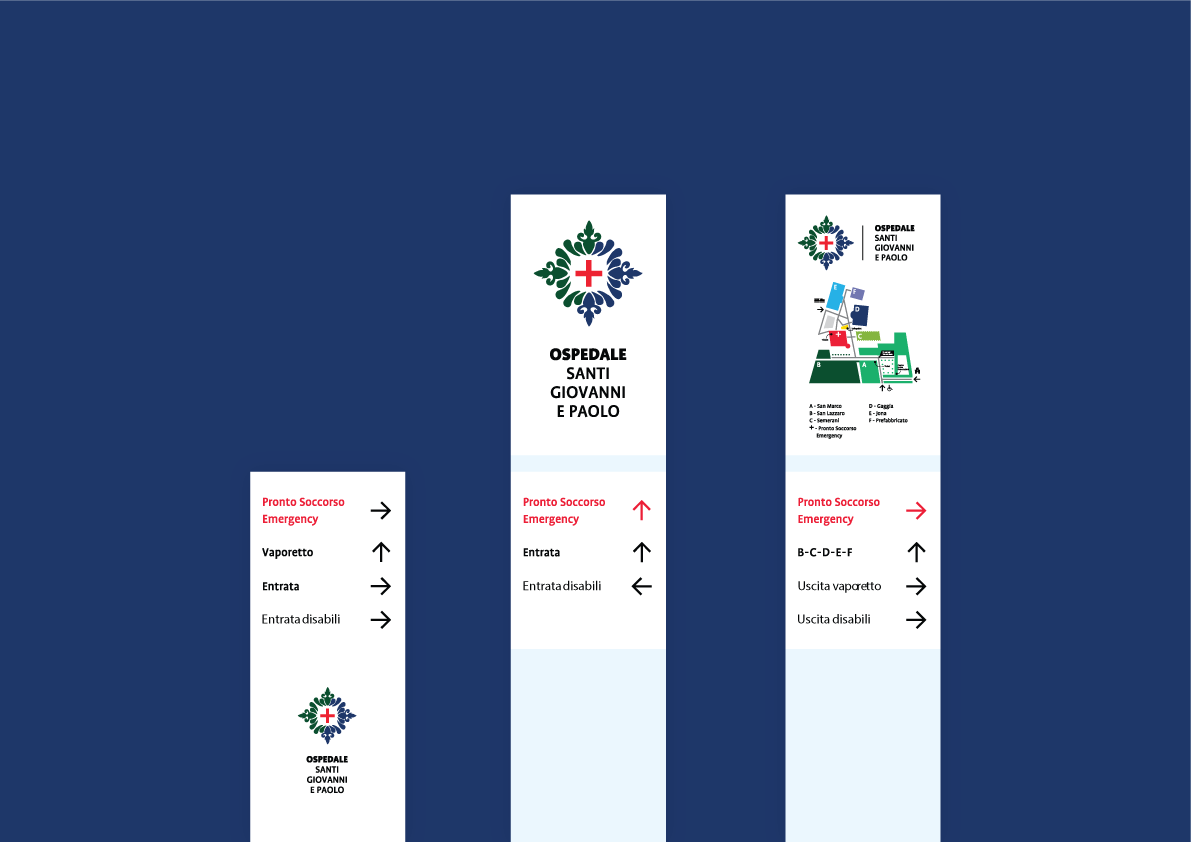 Pronto Soccorso
Emergency
Vaporetto
Entrata
Entrata disabili
OSPEDALE
SANTI
GIOVANNI
E PAOLO
OSPEDALE
SANTI
GIOVANNI
E PAOLO
Pronto Soccorso
Emergency
Entrata
Entrata disabili
OSPEDALE
SANTI
GIOVANNI
E PAOLO
E
F
D
C
B
A
A - San Marco
B - San Lazzaro
C - Semerani
+ - Pronto Soccorso
Emergency
D - Gaggia
E - Jona
F - Prefabbricato
Pronto Soccorso
Emergency
B-C-D-E-F
Uscita vaporetto
Uscita disabili